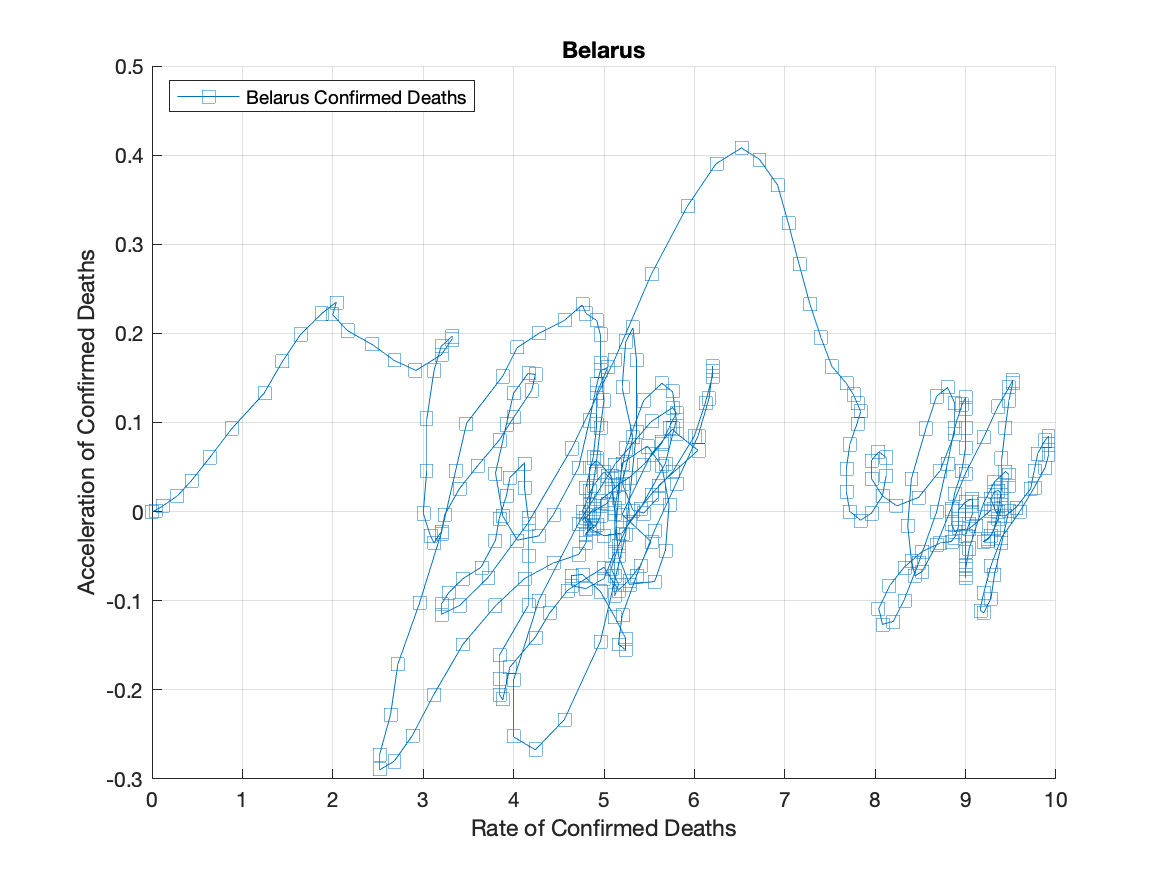 Belarus
Belarus Confirmed Deaths
0.5
0.4
0.3
0.2
0.1
0
-0.1
-0.2
-0.3
Acceleration of Confirmed Deaths
0 1 2 3 4 5 6 7 8 9 10
Rate of Confirmed Deaths